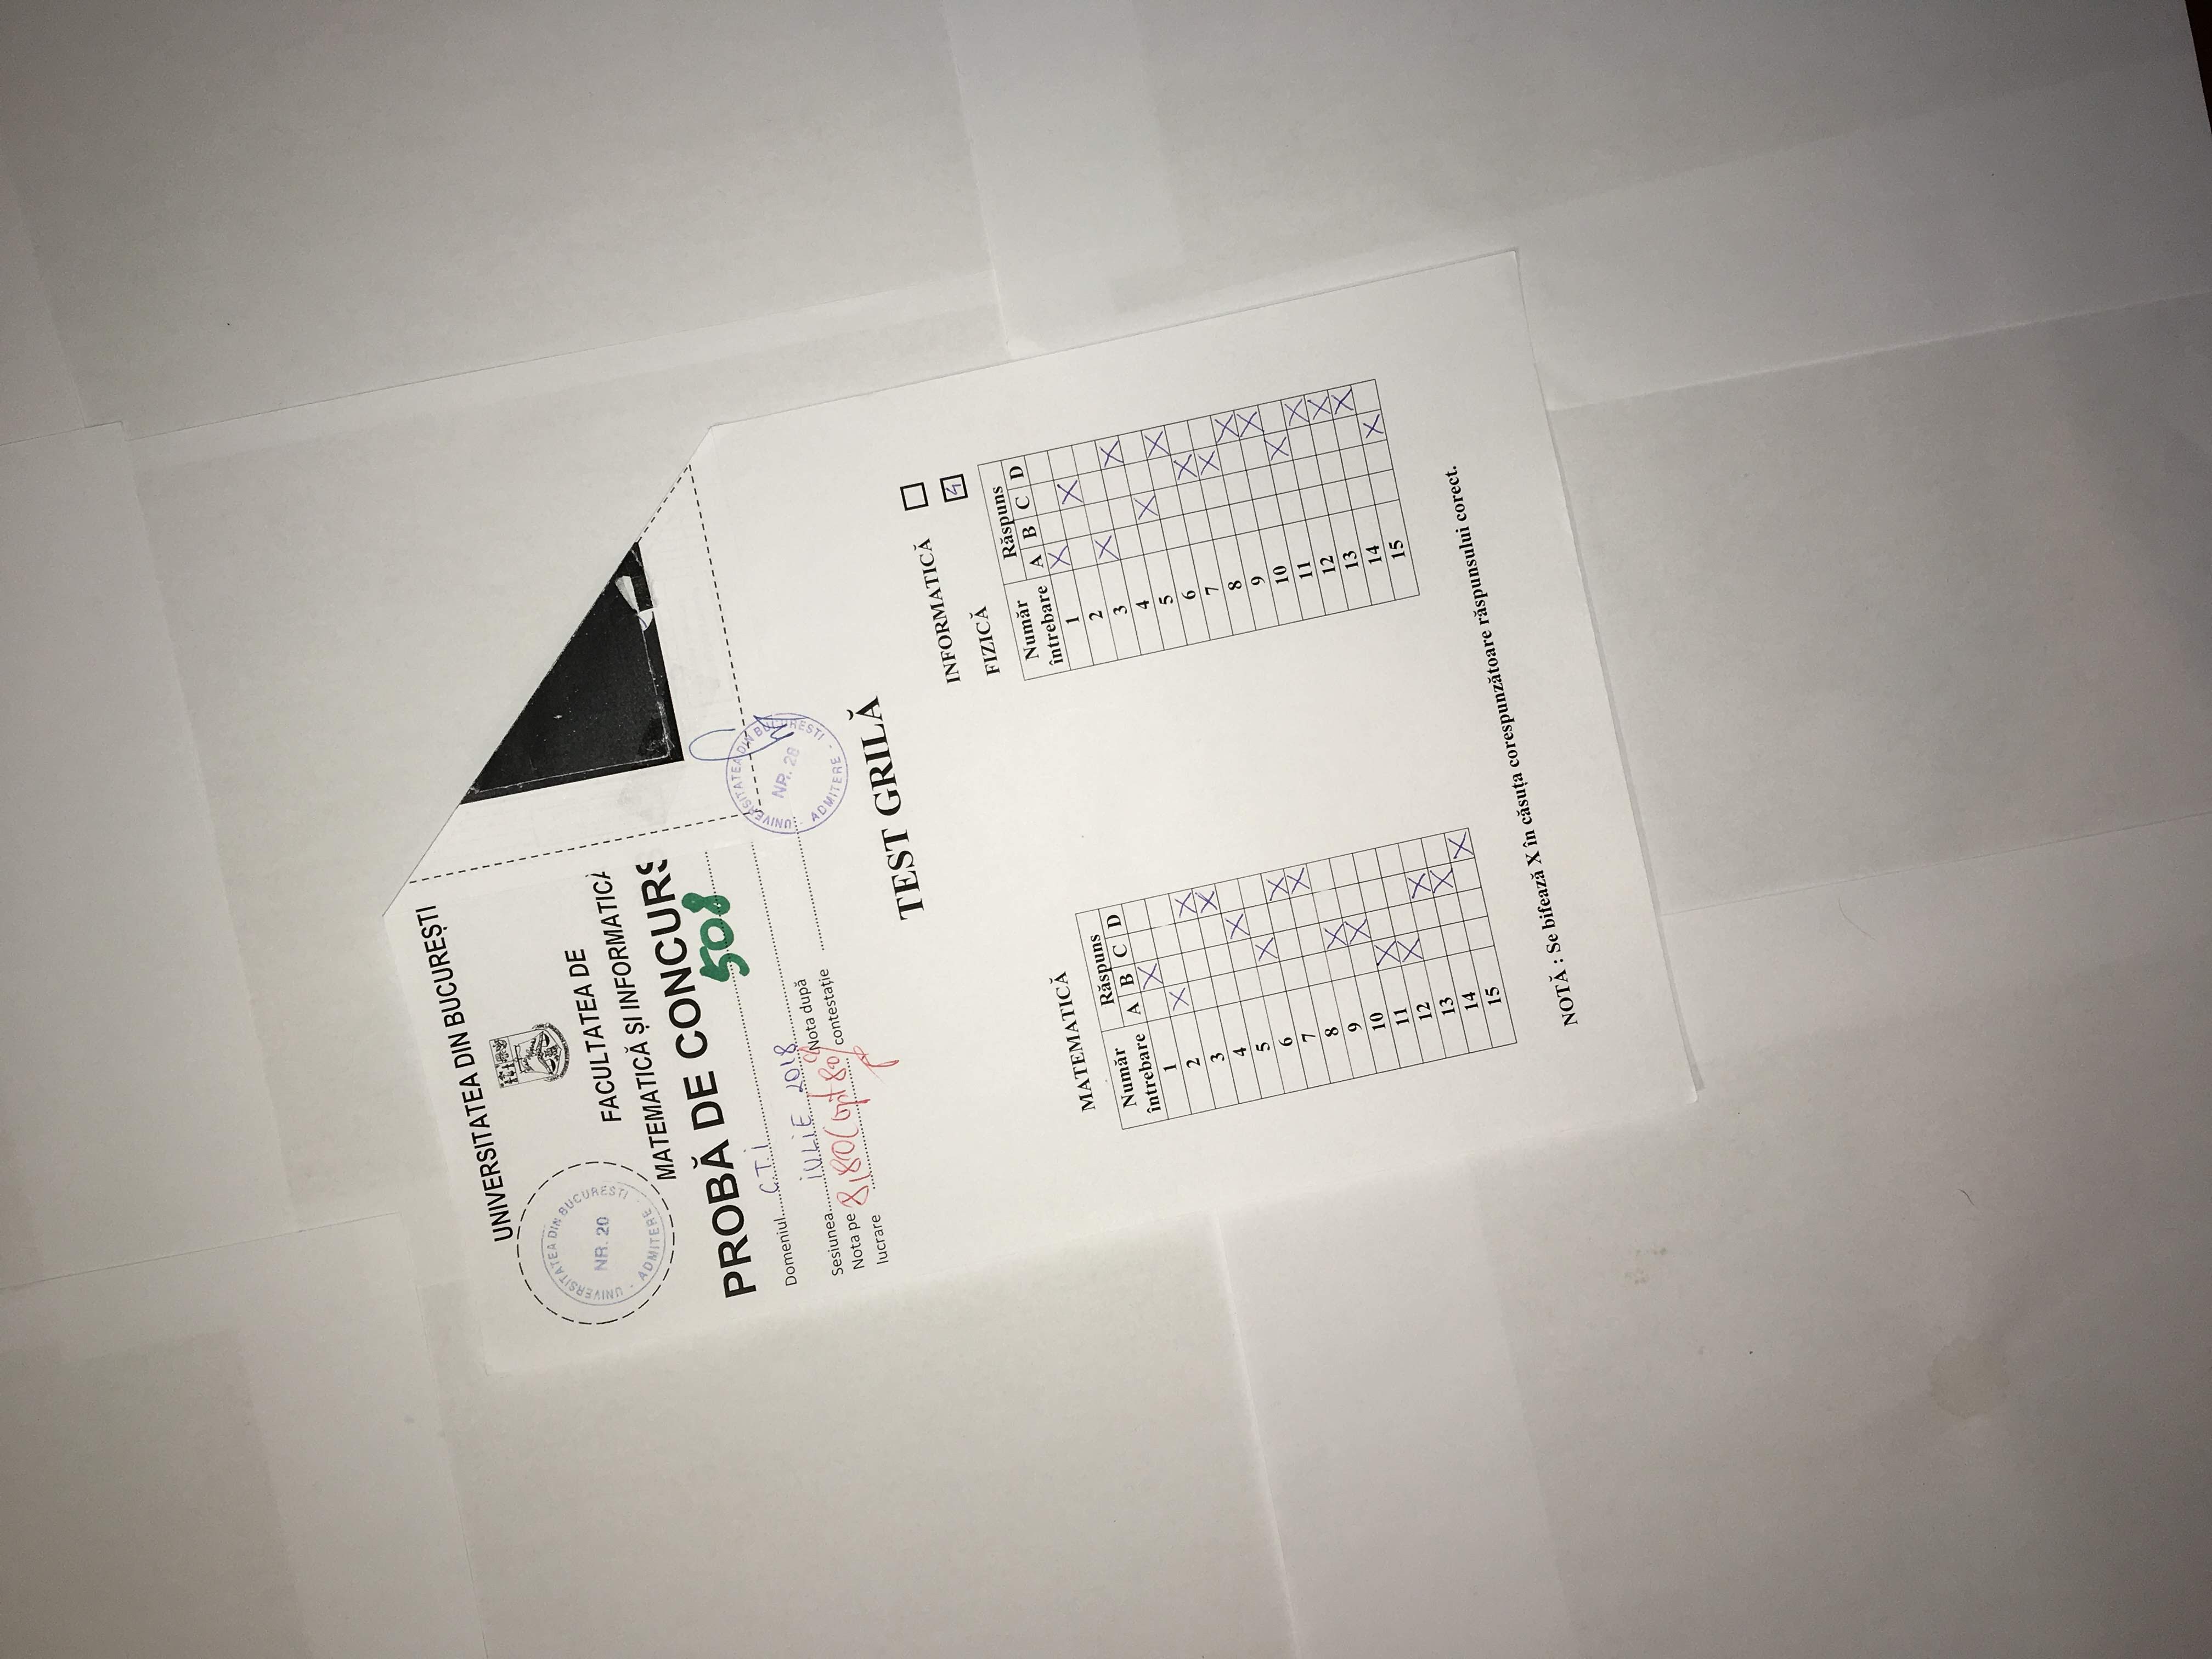 UNIVERSITATEA DIN BUCUREȘTI
UNIVERSITATEA DIN BUCUREȘTI
NR. 20
ADMITERE
FACULTATEA DE
MATEMATICĂ ȘI INFORMATICĂ
PROBĂ DE CONCURS
508
Domeniul C.T.I
Sesiunea IULIE 2018
Nota pe lucrare 8,80 (opt 80%)
Nota după contestație
UNIVERSITATEA DIN BUCUREȘTI
NR. 28
ADMITERE
TEST GRILĂ
INFORMATICĂ
FIZICĂ 4
MATEMATICĂ
Număr întrebare Răspuns
A B C D
1 X
2 X
3 X
4 X
5 X
6 X
7 X
8 X
9 X
10 X
11 X
12 X
13 X
14 X
15 X
Număr întrebare Răspuns
A B C D
1 X
2 X
3 X
4 X
5 X
6 X
7 X
8 X
9 X
10 X
11 X
12 X
13 X
14 X
15 X
NOTĂ : Se bifează X în căsuța corespunzătoare răspunsului corect.